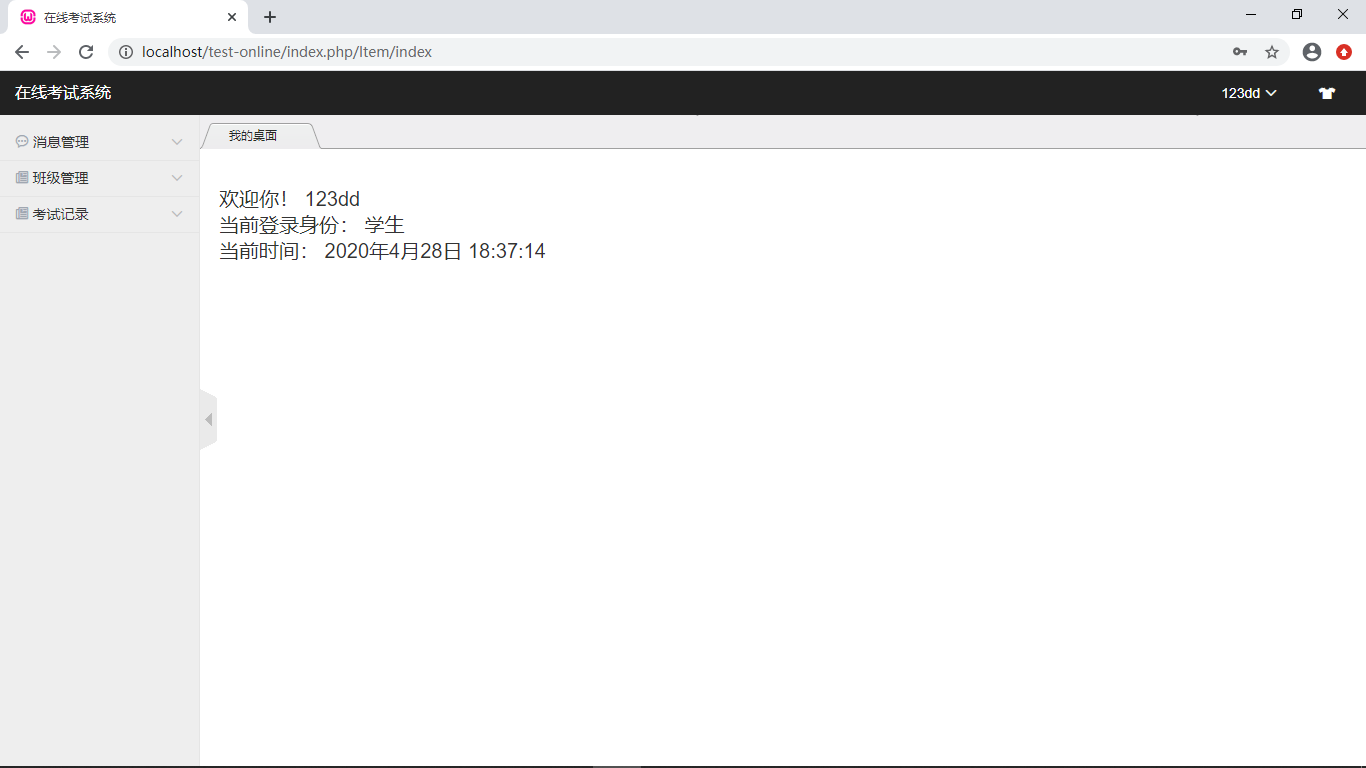 在线考试系统
localhost/test-online/index.php/Item/index
在线考试系统
123dd
消息管理
班级管理
考试记录
我的桌面
欢迎你！ 123dd
当前登录身份： 学生
当前时间： 2020年4月28日 18:37:14